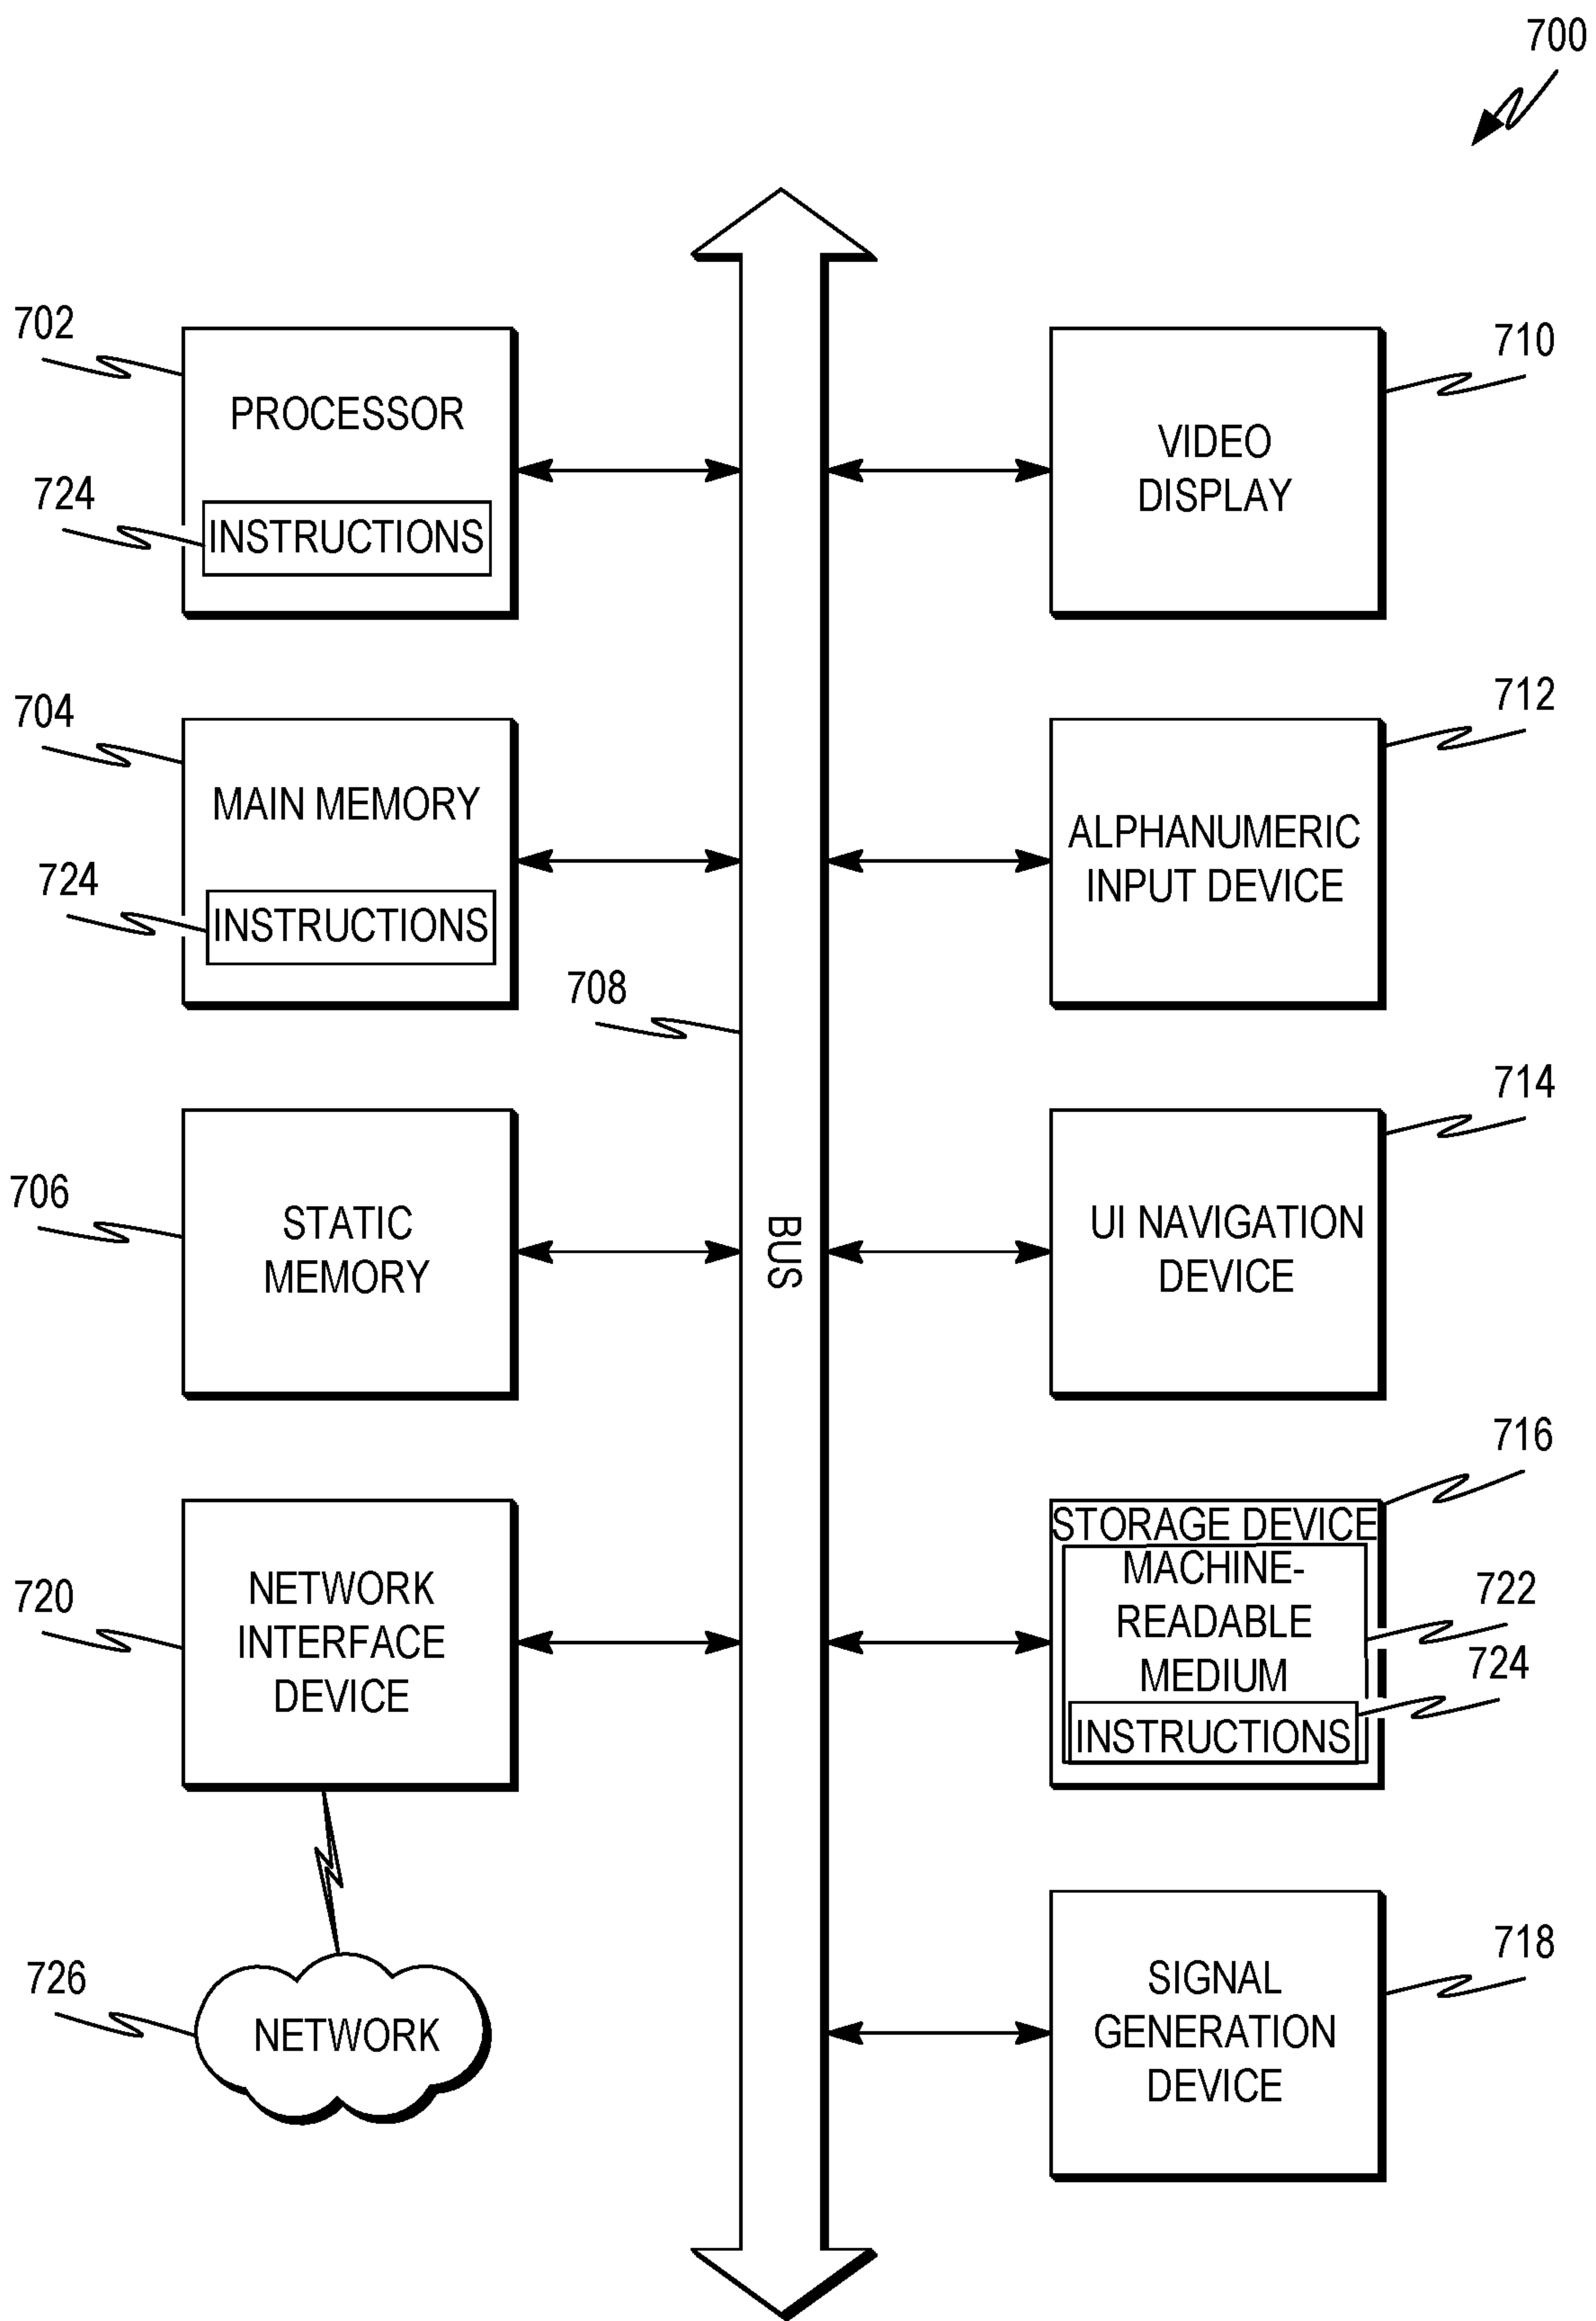 700
702
PROCESSOR
724
INSTRUCTIONS
710
VIDEO
DISPLAY
704
MAIN MEMORY
724
INSTRUCTIONS
712
ALPHANUMERIC
INPUT DEVICE
708
BUS
706
STATIC
MEMORY
714
UI NAVIGATION
DEVICE
720
NETWORK
INTERFACE
DEVICE
716
STORAGE DEVICE
MACHINE-
READABLE
MEDIUM
722
724
INSTRUCTIONS
726
NETWORK
718
SIGNAL
GENERATION
DEVICE